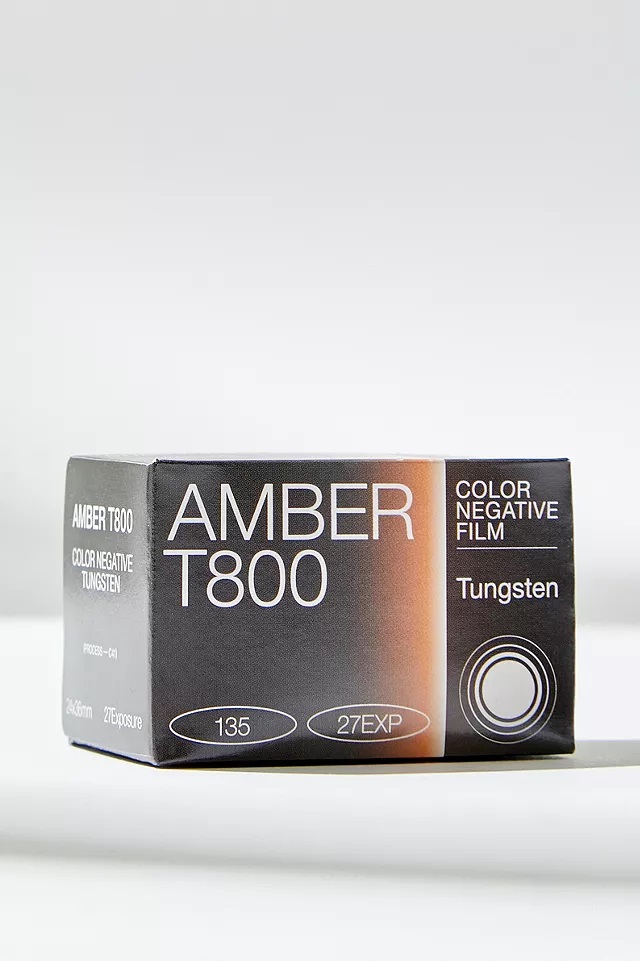 AMBER T800
COLOR NEGATIVE
TUNGSTEN
(PROCESS—C41)
24x36mm 27Exposure
AMBER
T800
135 27EXP
COLOR
NEGATIVE
FILM
Tungsten